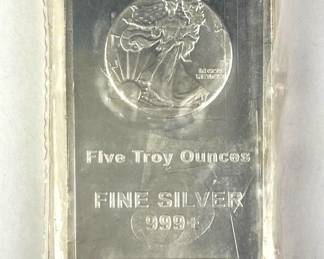 Five Troy Ounces
FINE SILVER
999+